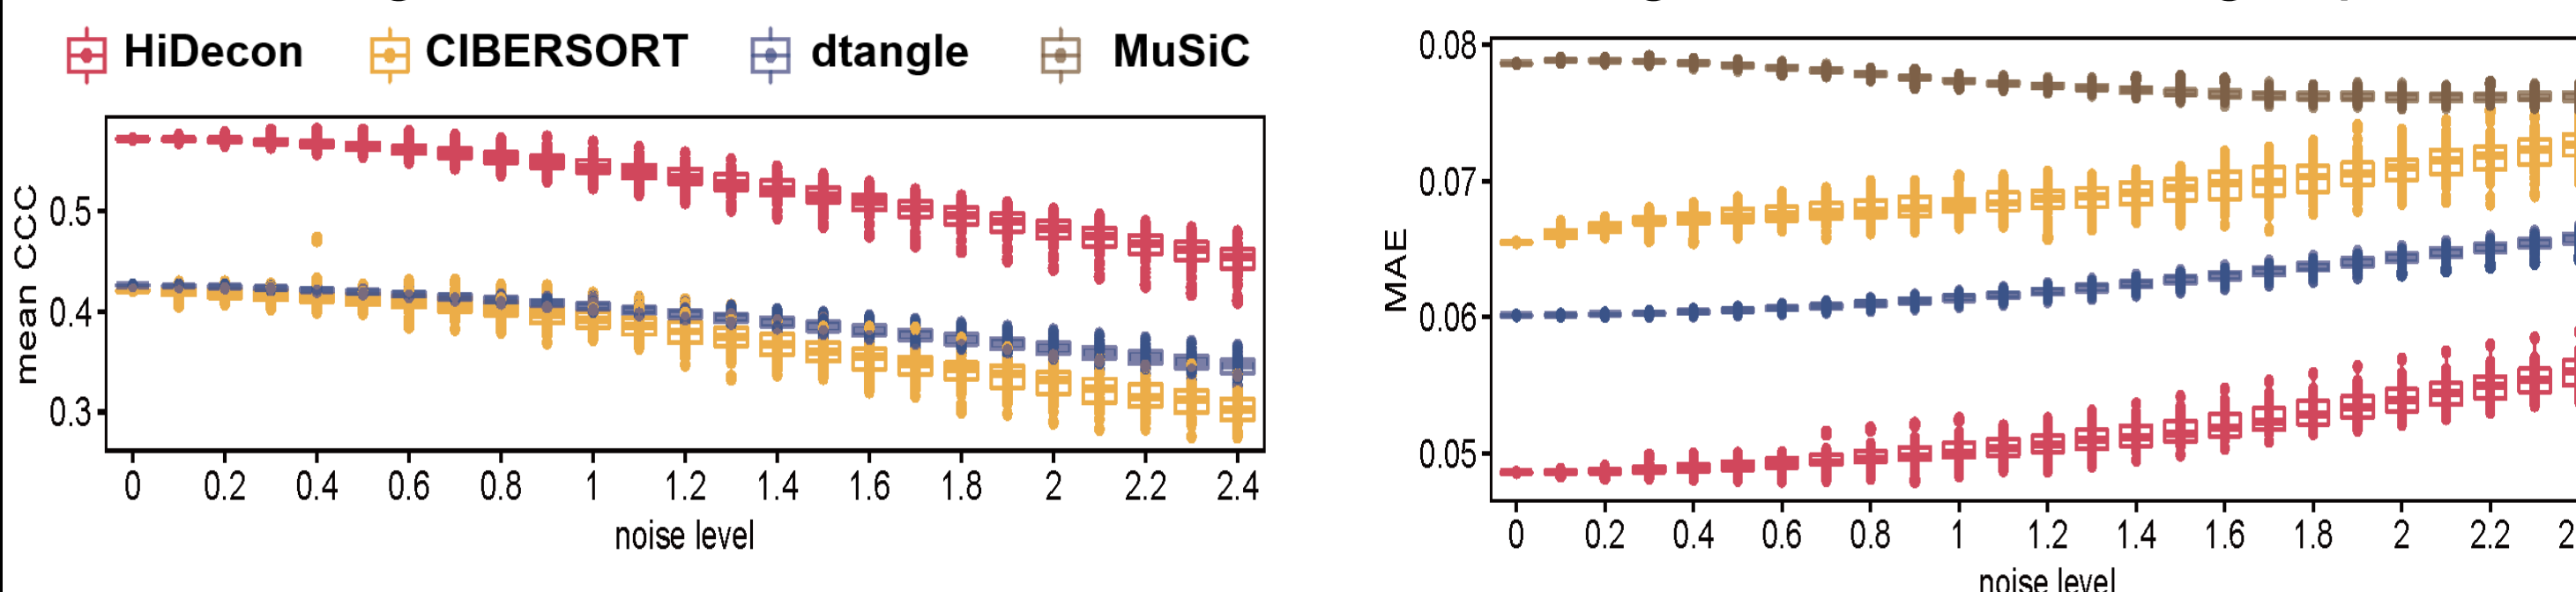 HiDecon CIBERSORT dtangle MuSiC
mean CCC
0.5
0.4
0.3
0 0.2 0.4 0.6 0.8 1 1.2 1.4 1.6 1.8 2 2.2 2.4
noise level
MAE
0.08
0.07
0.06
0.05
0 0.2 0.4 0.6 0.8 1 1.2 1.4 1.6 1.8 2 2.2
noise level